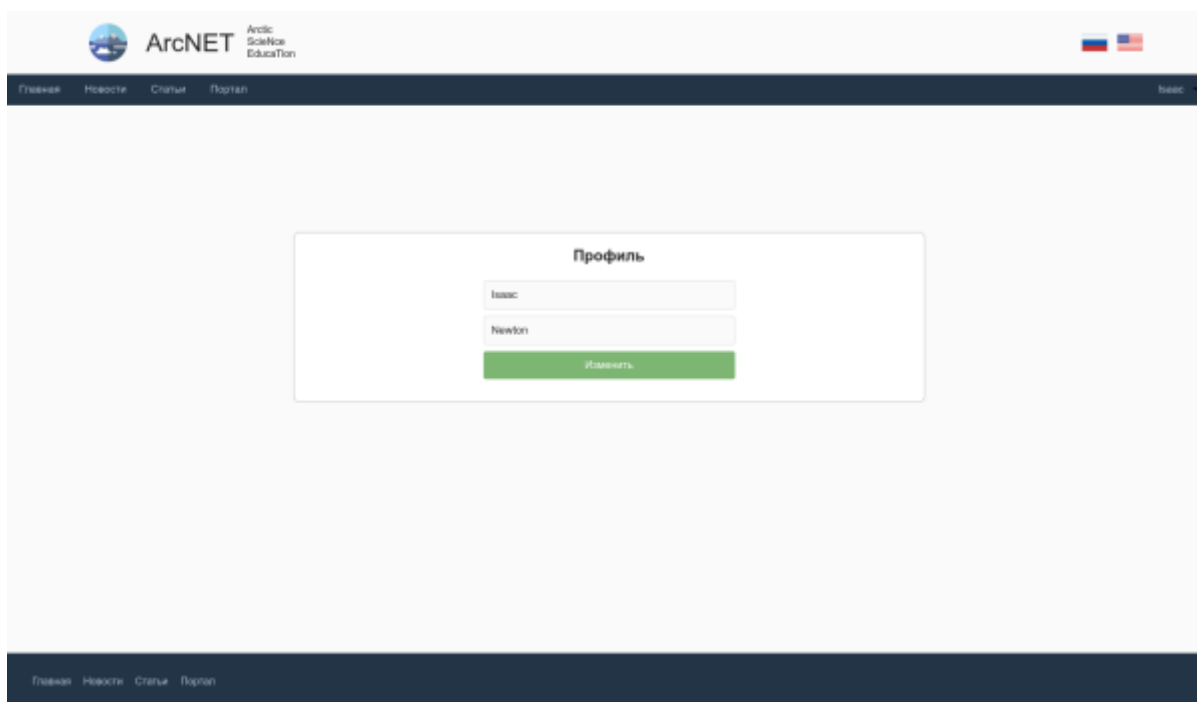 ArcNET
Arctic
ScieNce
EducaTion
Главная Новости Статьи Портал
Isaac
Профиль
Isaac
Newton
Изменить
Главная Новости Статьи Портал